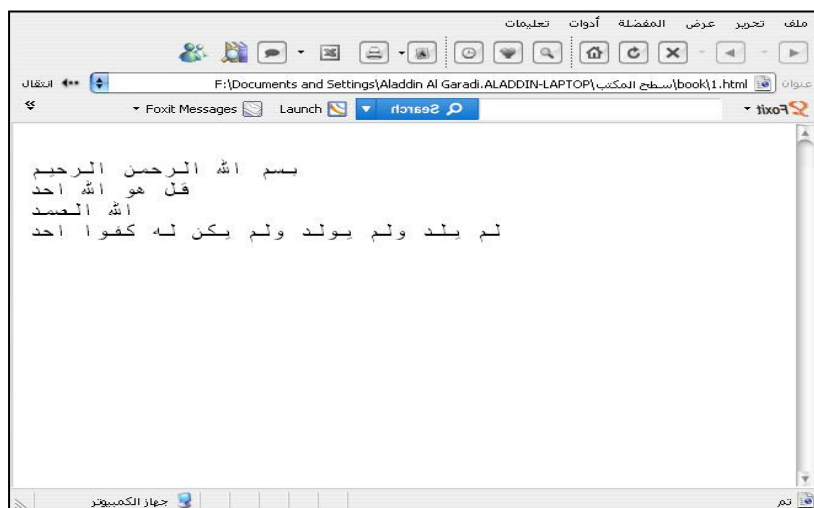 ملف تحرير عرض المفضلة أدوات تعليمات
عنوان F:\Documents and Settings\Aladdin Al Garadi.ALADDIN-LAPTOP\سطح المكتب\book\1.html انتقال
Foxit Search Launch Foxit Messages
بسم الله الرحمن الرحيم
قل هو الله احد
الله الصمد
لم يلد ولم يولد ولم يكن له كفوا احد
تم جهاز الكمبيوتر